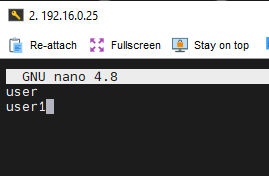 2. 192.16.0.25
Re-attach Fullscreen Stay on top
GNU nano 4.8
user
user1